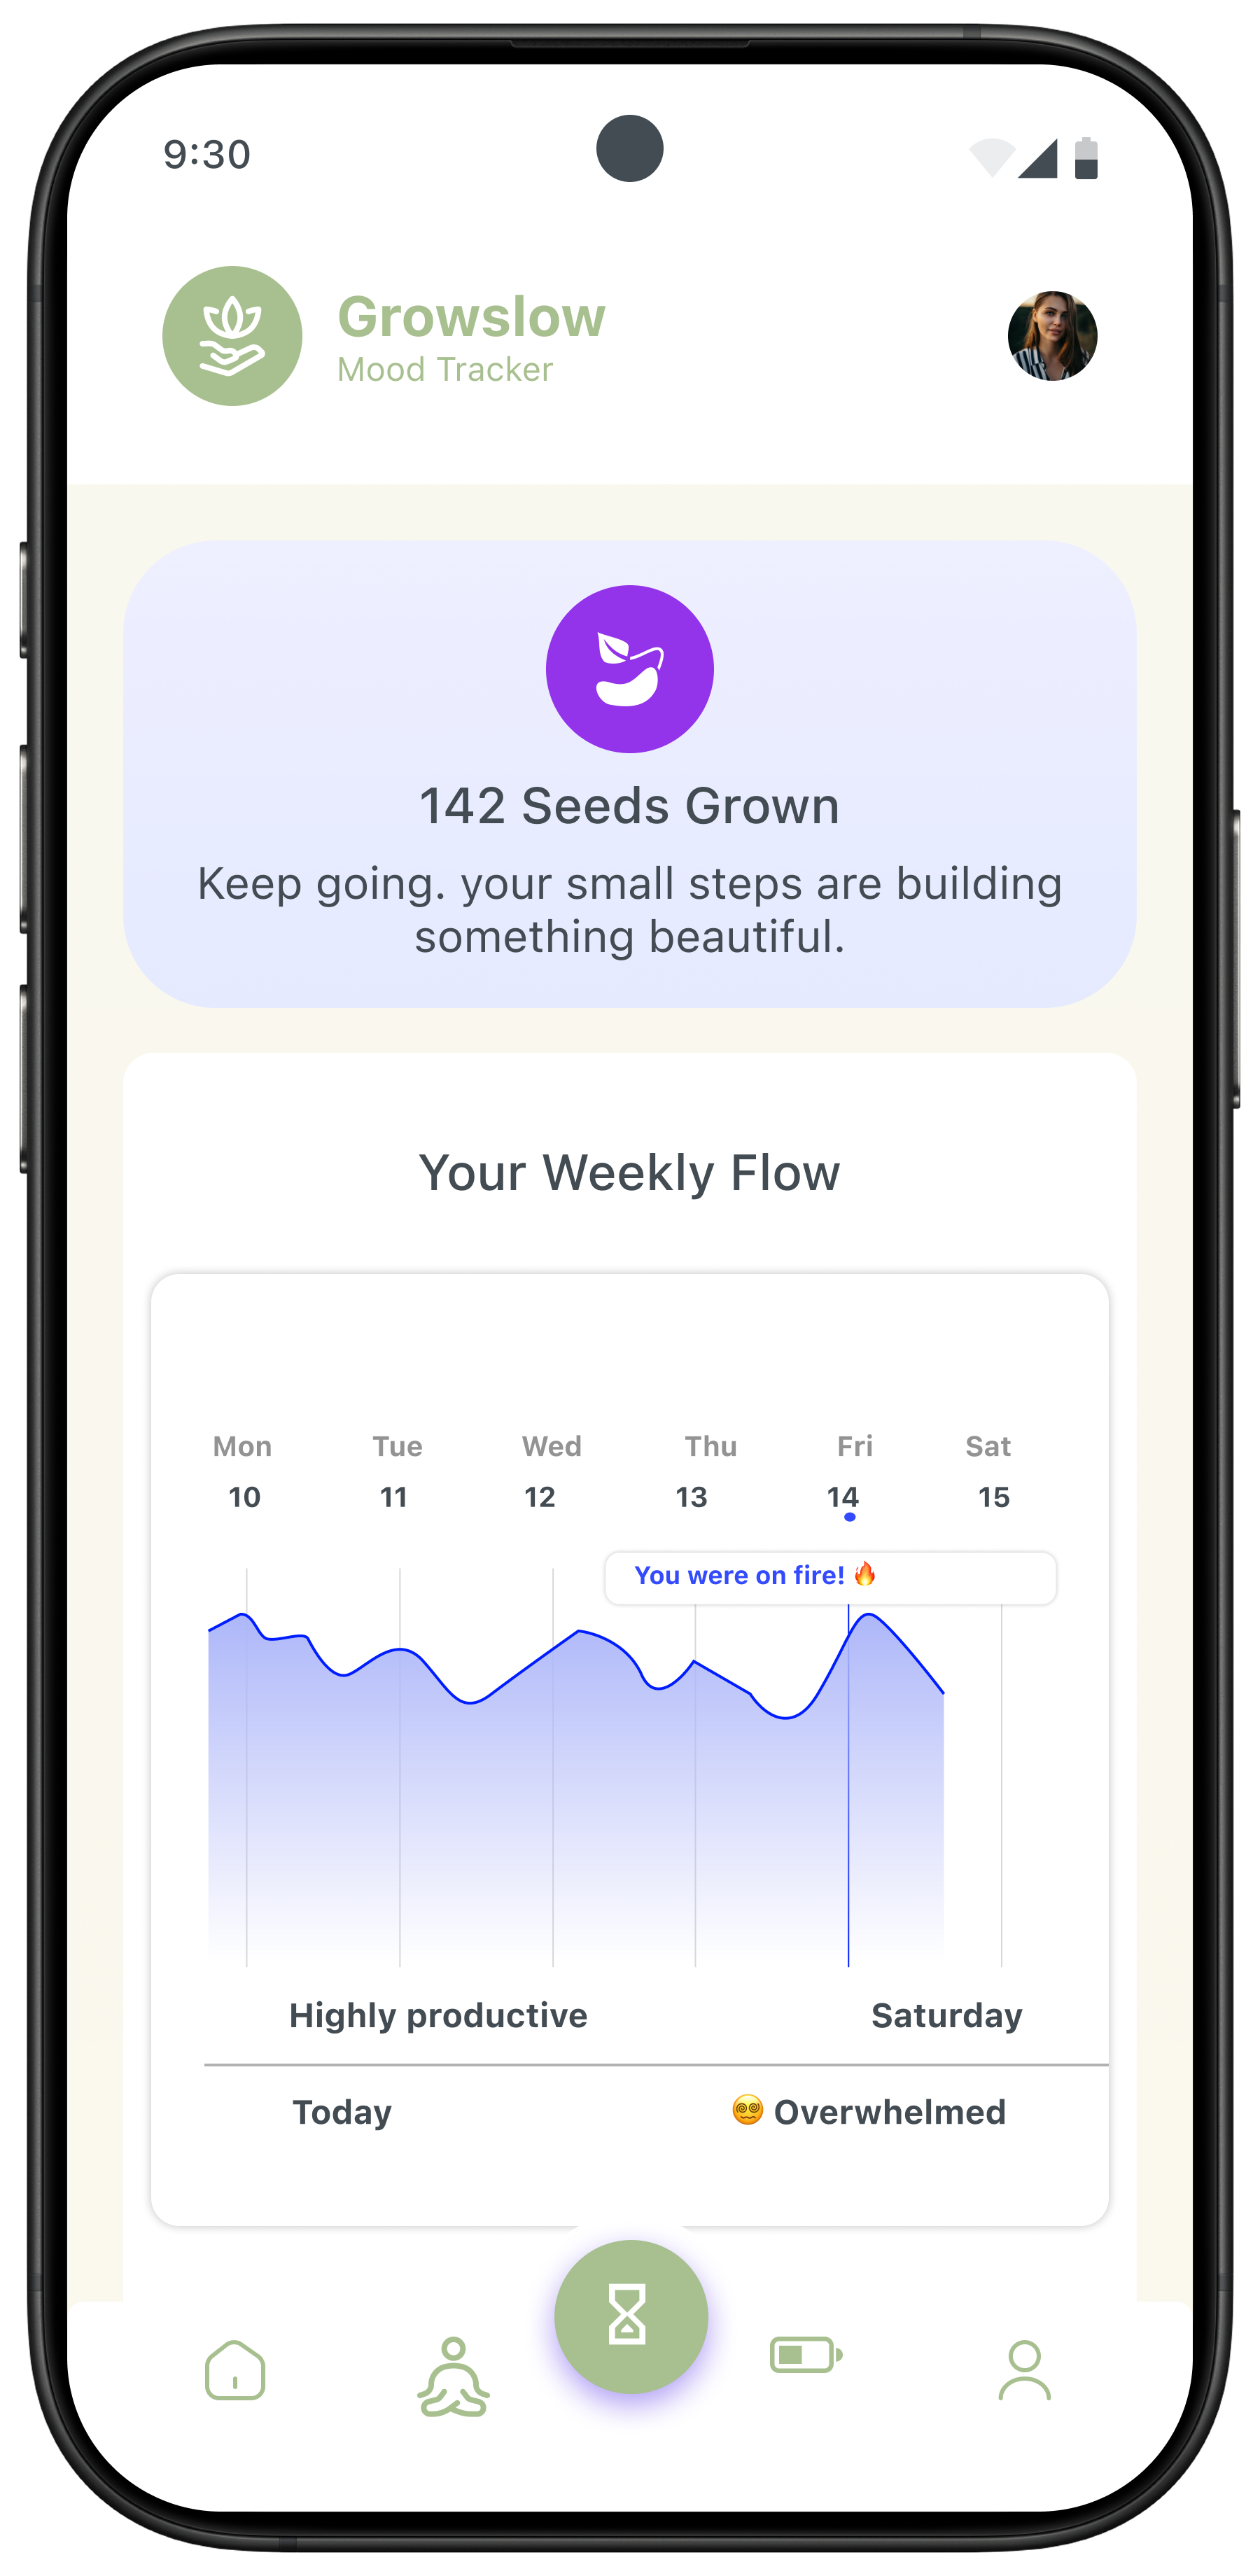 9:30
Growslow
Mood Tracker
142 Seeds Grown
Keep going. your small steps are building
something beautiful.
Your Weekly Flow
Mon Tue Wed Thu Fri Sat
10 11 12 13 14 15
You were on fire! 🔥
Highly productive Saturday
Today 😵‍💫 Overwhelmed